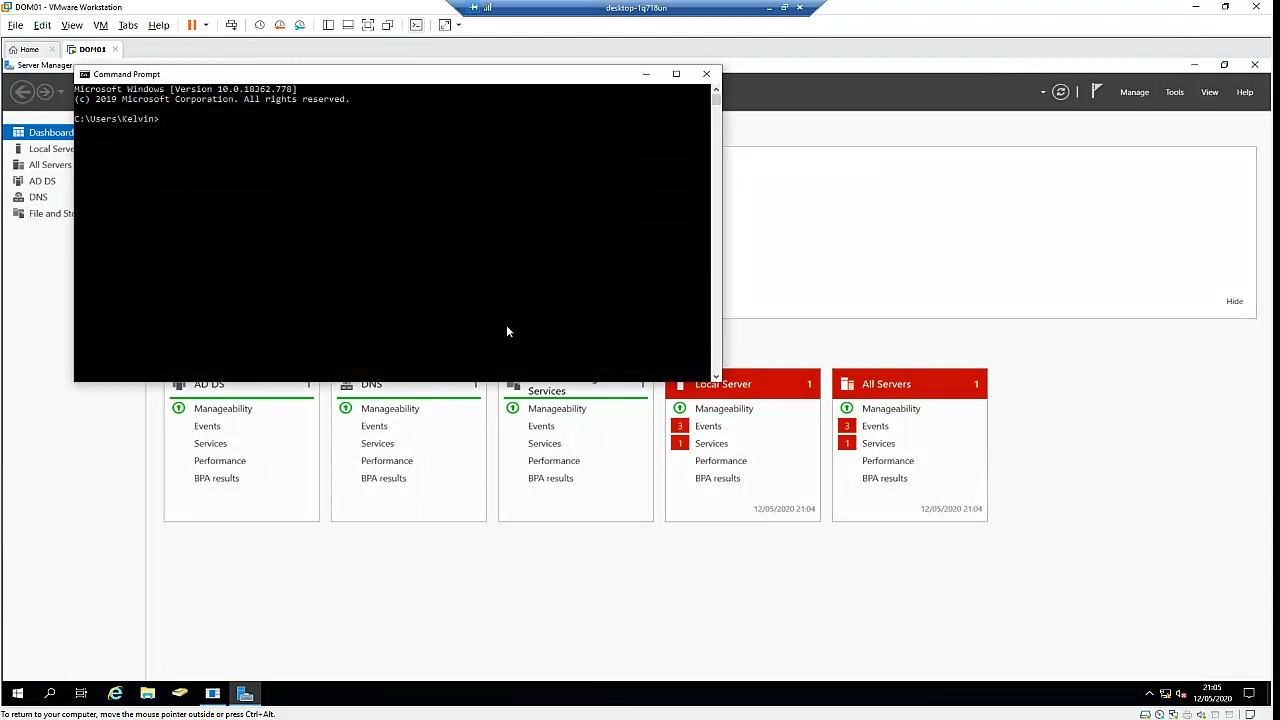 DOM01 - VMware Workstation
desktop-1q718un
File Edit View VM Tabs Help
Home
DOM01
Server Manager
Command Prompt
Microsoft Windows [Version 10.0.18362.778]
(c) 2019 Microsoft Corporation. All rights reserved.
C:\Users\Kelvin>
Manage Tools View Help
Dashboard
Local Serve
All Servers
AD DS
DNS
File and Sto
Hide
AD DS 1
Manageability
Events
Services
Performance
BPA results
DNS 1
Manageability
Events
Services
Performance
BPA results
Services 1
Manageability
Events
Services
Performance
BPA results
Local Server 1
Manageability
3 Events
1 Services
Performance
BPA results
12/05/2020 21:04
All Servers 1
Manageability
3 Events
1 Services
Performance
BPA results
12/05/2020 21:04
21:05
12/05/2020
To return to your computer, move the mouse pointer outside or press Ctrl+Alt.